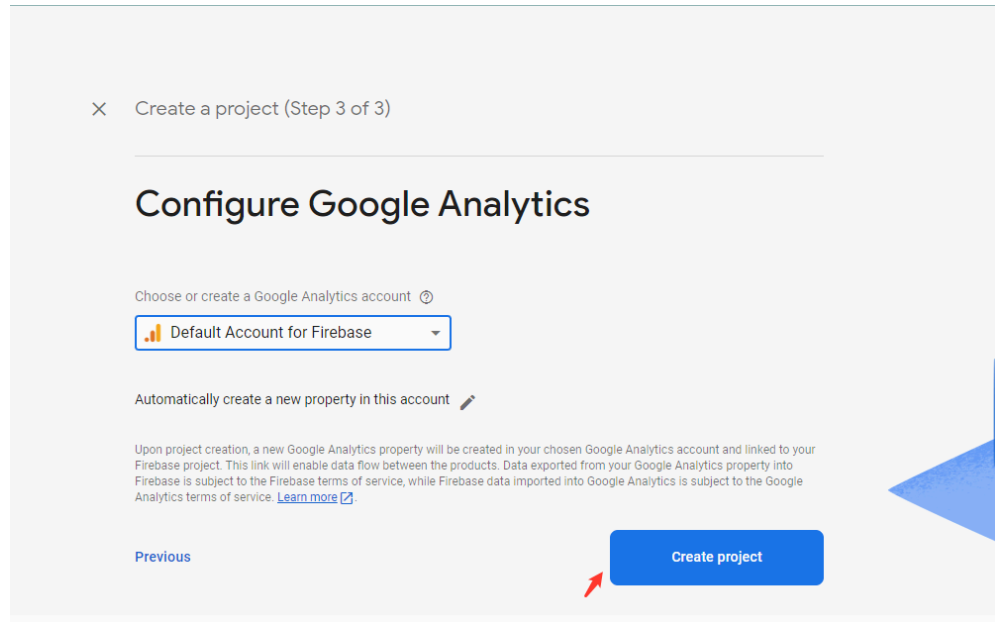 Create a project (Step 3 of 3)
Configure Google Analytics
Choose or create a Google Analytics account
Default Account for Firebase
Automatically create a new property in this account
Upon project creation, a new Google Analytics property will be created in your chosen Google Analytics account and linked to your
Firebase project. This link will enable data flow between the products. Data exported from your Google Analytics property into
Firebase is subject to the Firebase terms of service, while Firebase data imported into Google Analytics is subject to the Google
Analytics terms of service. Learn more.
Previous
Create project